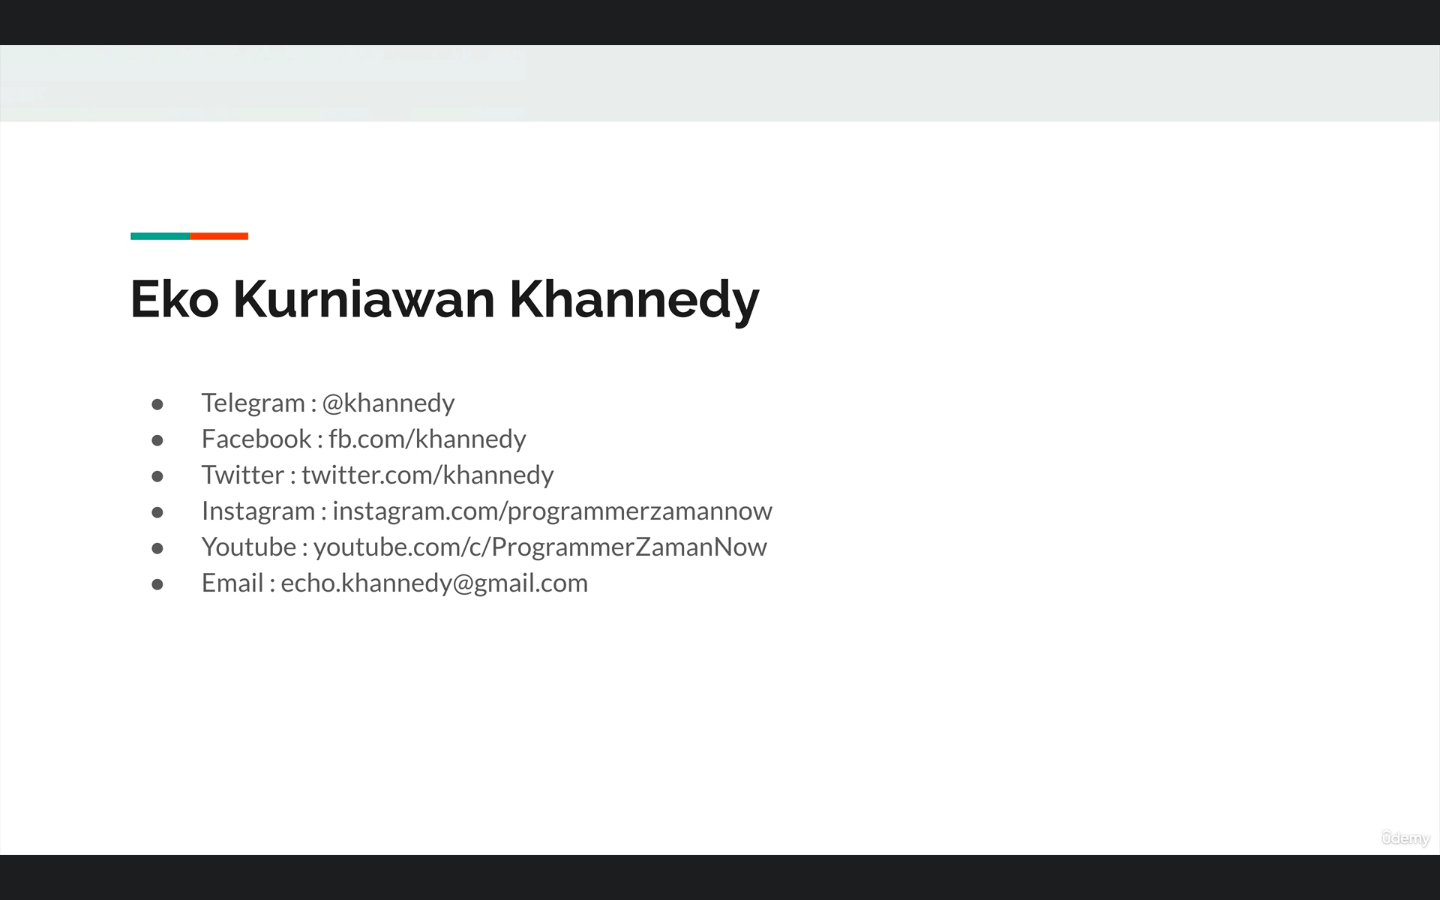 Eko Kurniawan Khannedy
● Telegram : @khannedy
● Facebook : fb.com/khannedy
● Twitter : twitter.com/khannedy
● Instagram : instagram.com/programmerzamannow
● Youtube : youtube.com/c/ProgrammerZamanNow
● Email : echo.khannedy@gmail.com
ûdemy